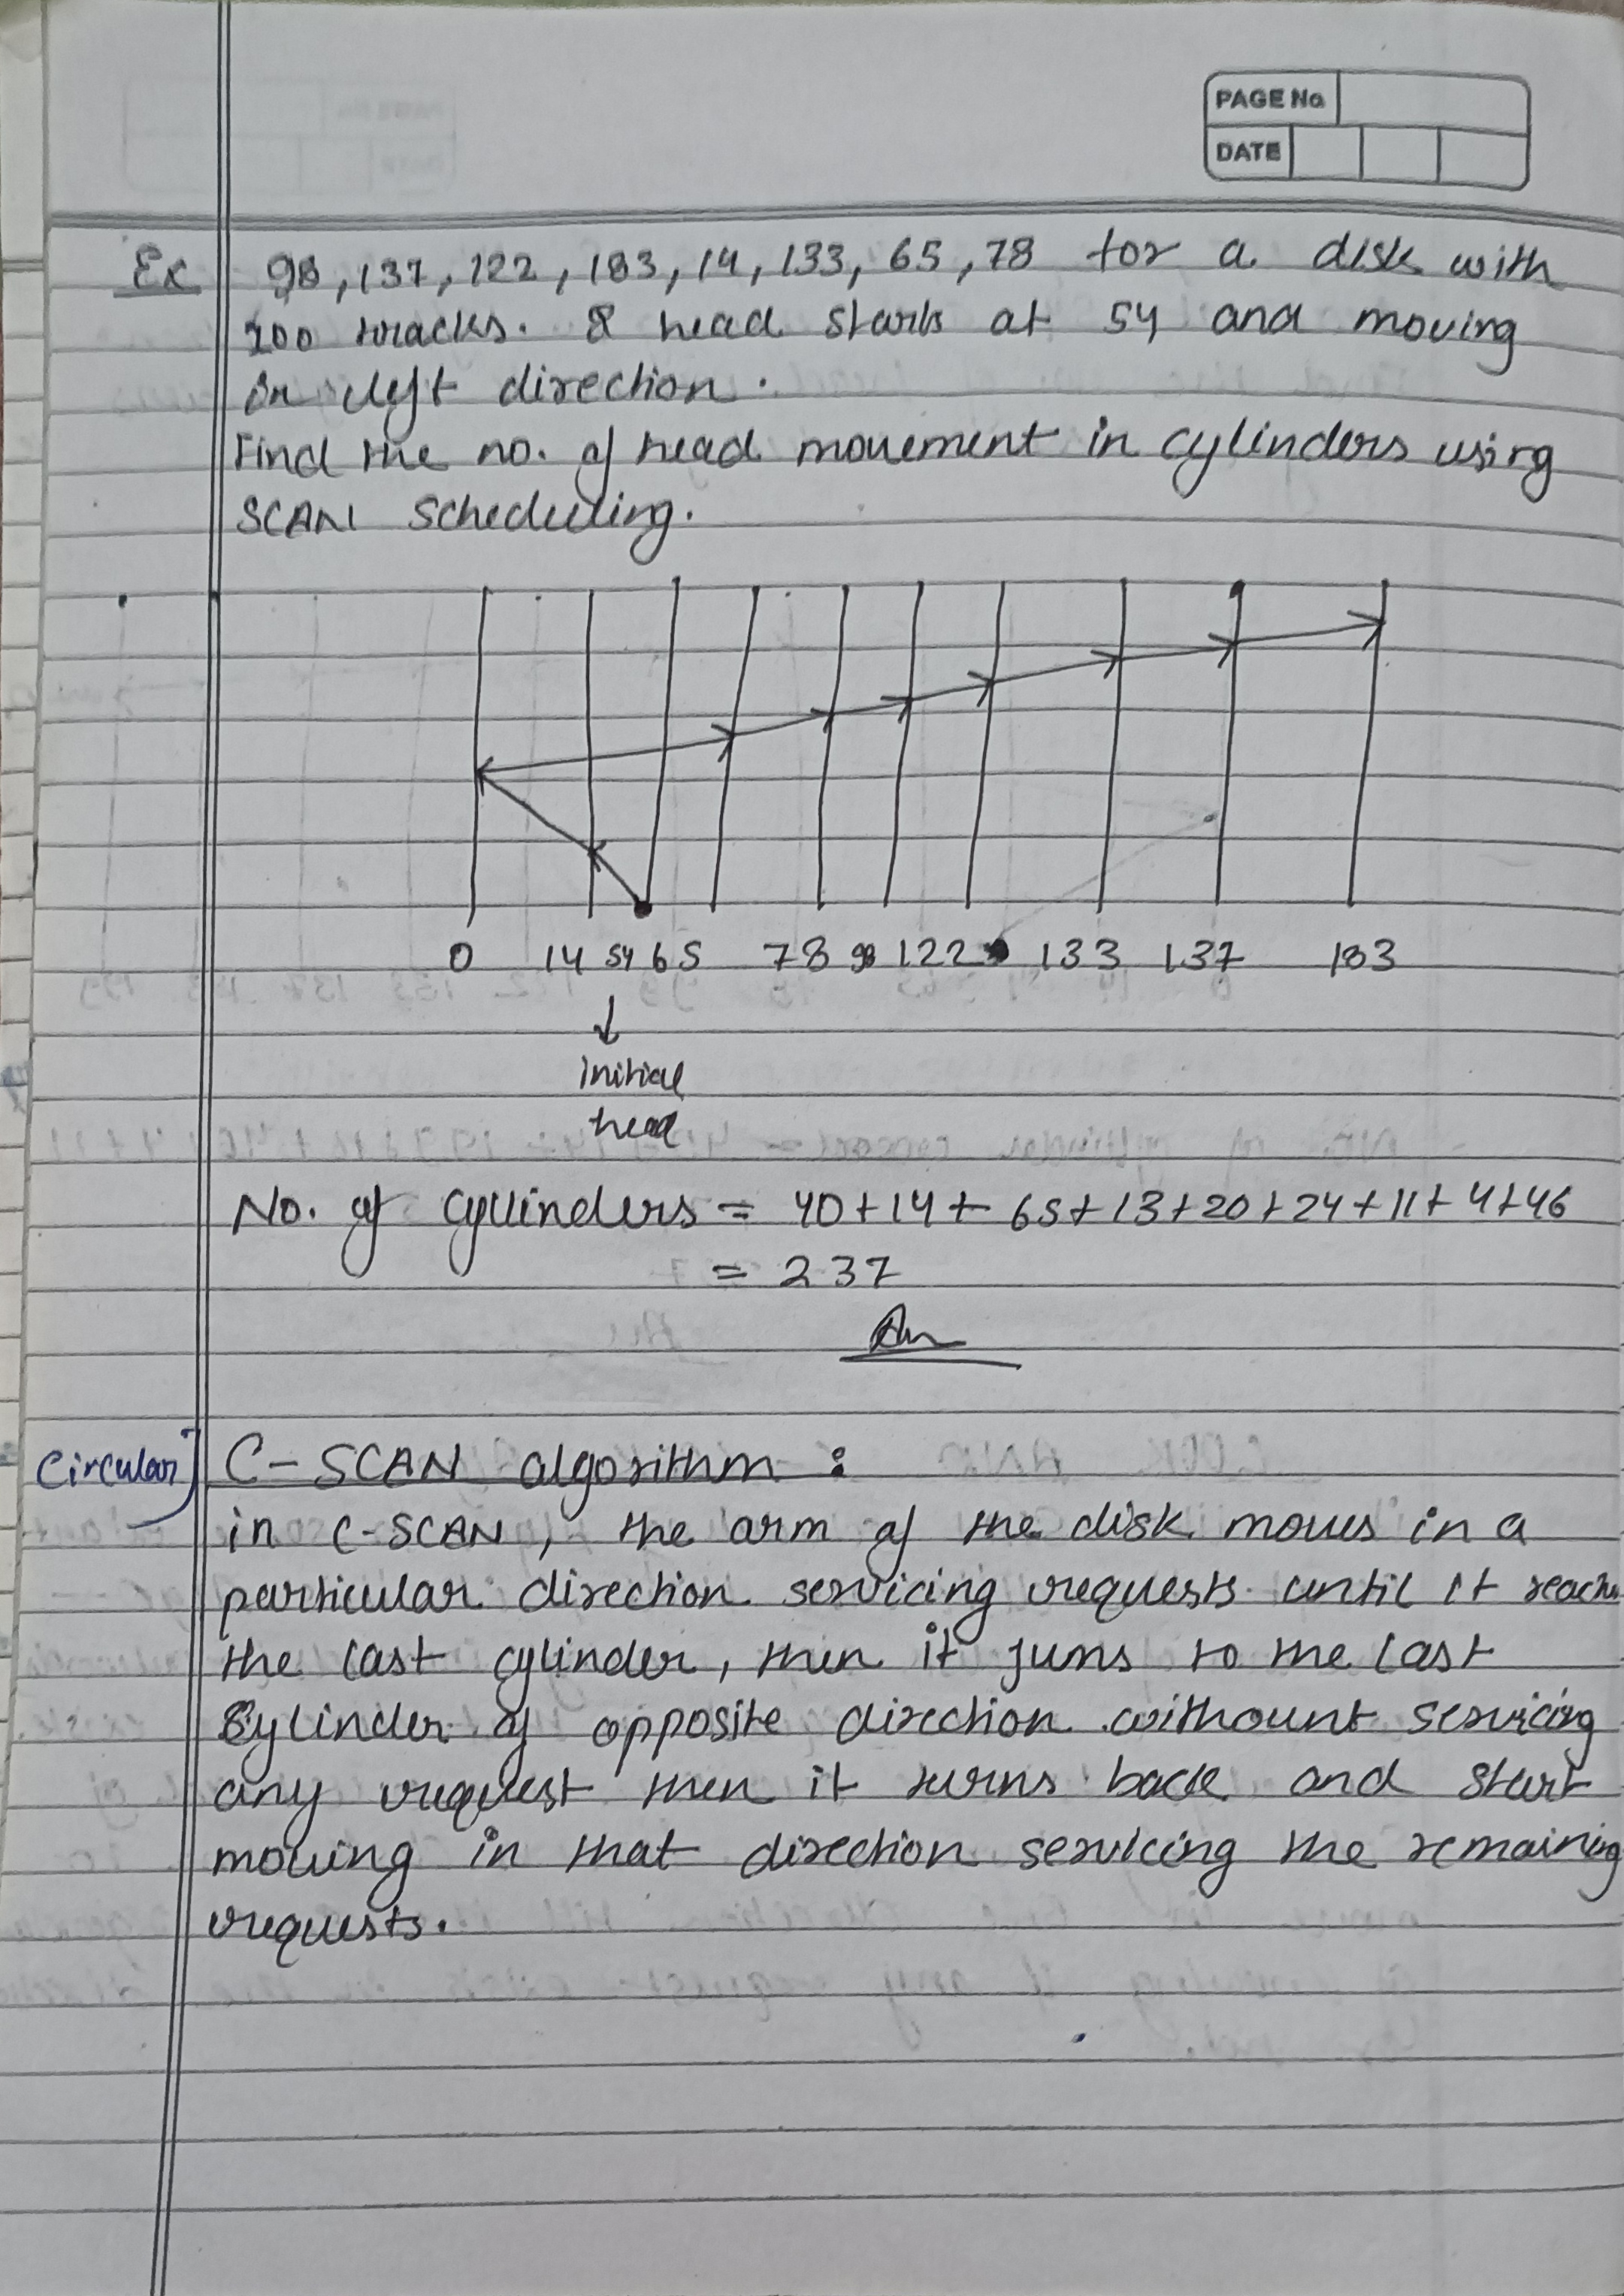 PAGE No
DATE
Ex 98, 137, 122, 183, 14, 133, 65, 78 for a disk with
200 tracks. & head starts at 54 and moving
in left direction.
Find the no. of head movement in cylinders using
SCAN Scheduling.
0 14 54 65 78 98 122 133 137 183
↓
initial
head
No. of cyllinders = 40+14+ 65+13+20+24+11+4+46
= 237
Ans
Circular] C-SCAN algorithm :
in C-SCAN, the arm of the disk moves in a
particular direction servicing requests until it reache
the last cylinder, then it jums to the last
Cylinder of opposite direction withount servicing
any request then it turns back and start
moving in that direction servicing the remaining
requests.